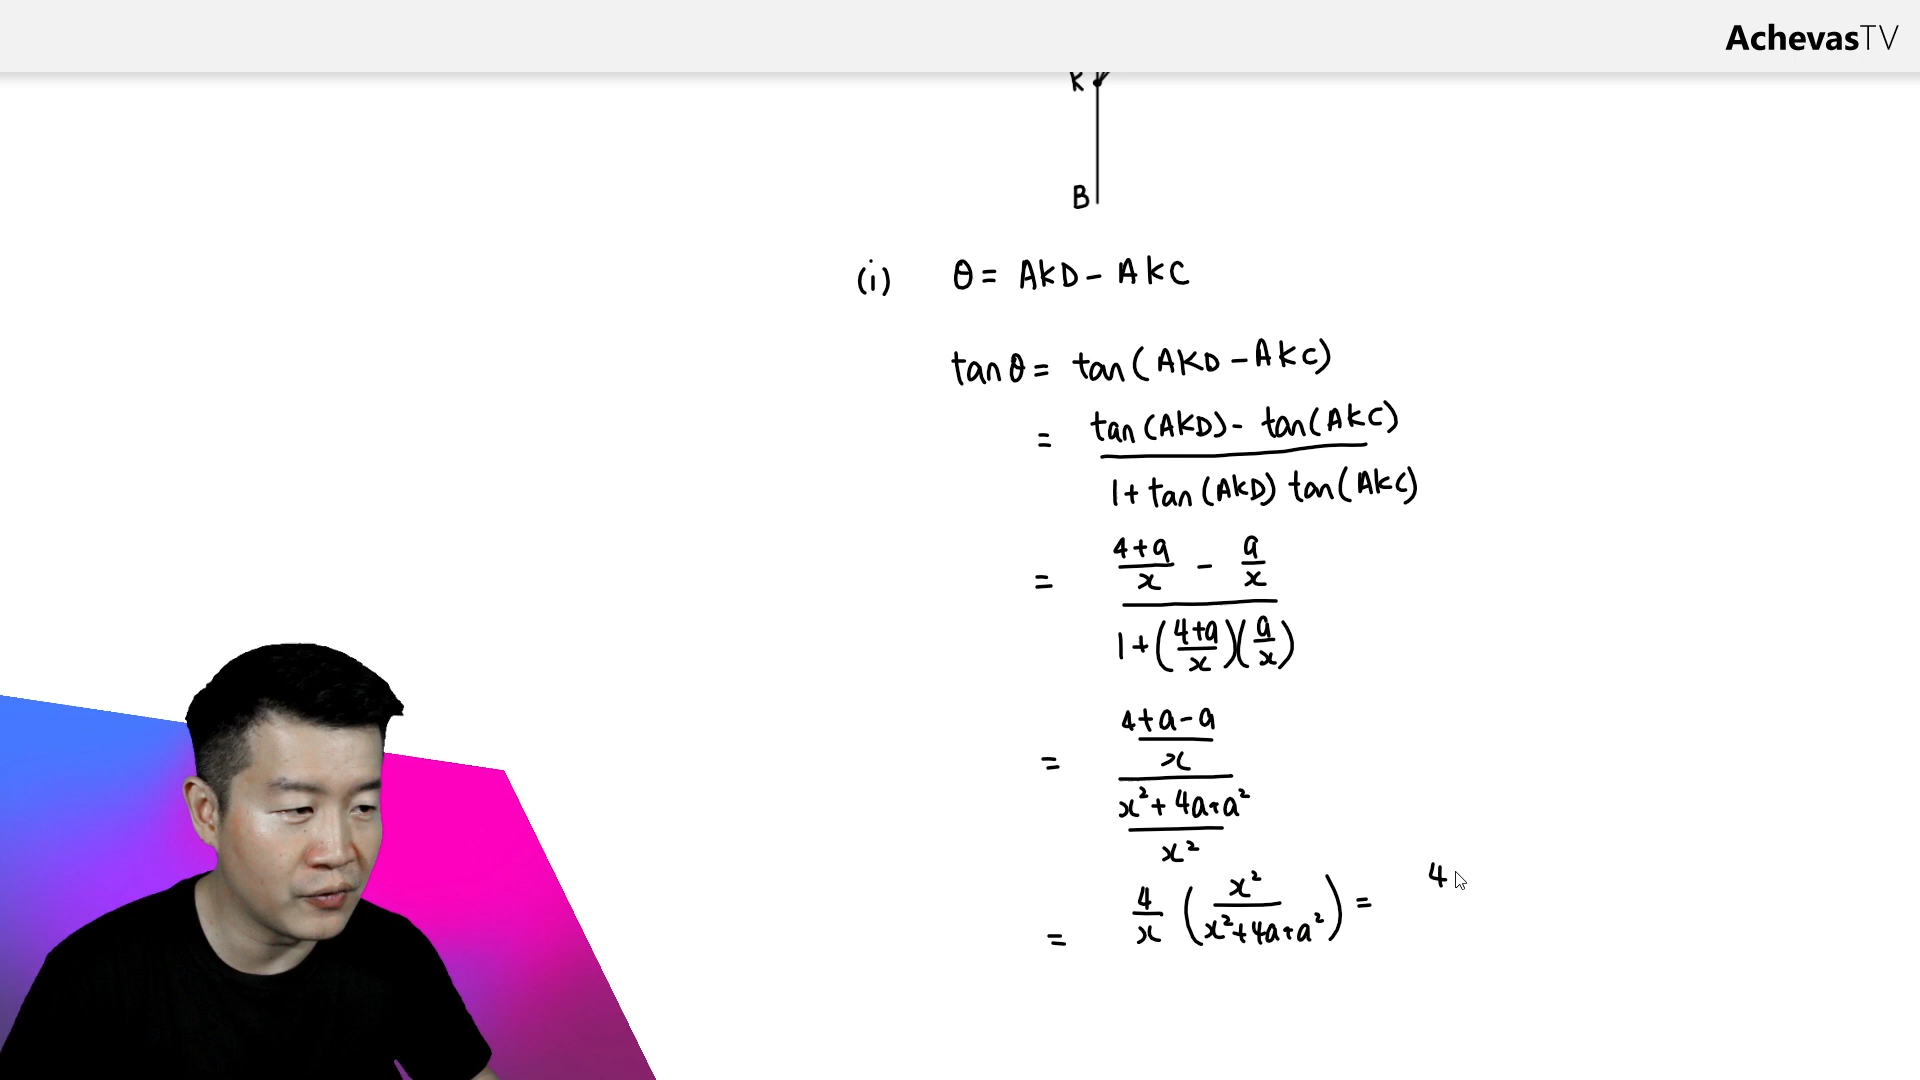 AchevasTV
K
B
(i) θ = AKD - AKC
tan θ = tan(AKD - AKC)
= tan(AKD) - tan(AKC)
1 + tan(AKD) tan(AKC)
= 4+a/x - a/x
1 + (4+a/x)(a/x)
= 4+a-a
x
x² + 4a + a²
x²
= 4/x (x²/x²+4a+a²) = 4